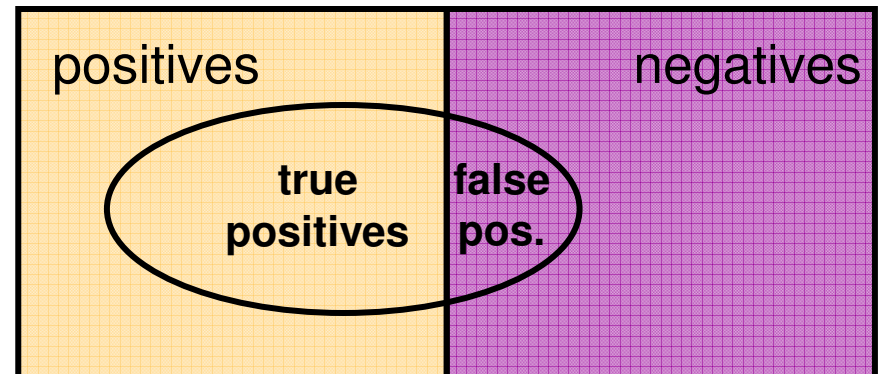 positives
negatives
true
positives
false
pos.